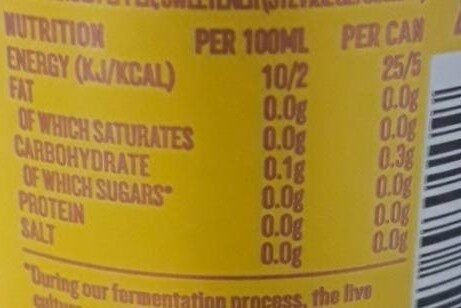 NUTRITION PER 100ML PER CAN
ENERGY (KJ/KCAL) 10/2 25/5
FAT 0.0g 0.0g
OF WHICH SATURATES 0.0g 0.0g
CARBOHYDRATE 0.1g 0.3g
OF WHICH SUGARS* 0.0g 0.0g
PROTEIN 0.0g 0.0g
SALT 0.0g 0.0g
*During our fermentation process, the live